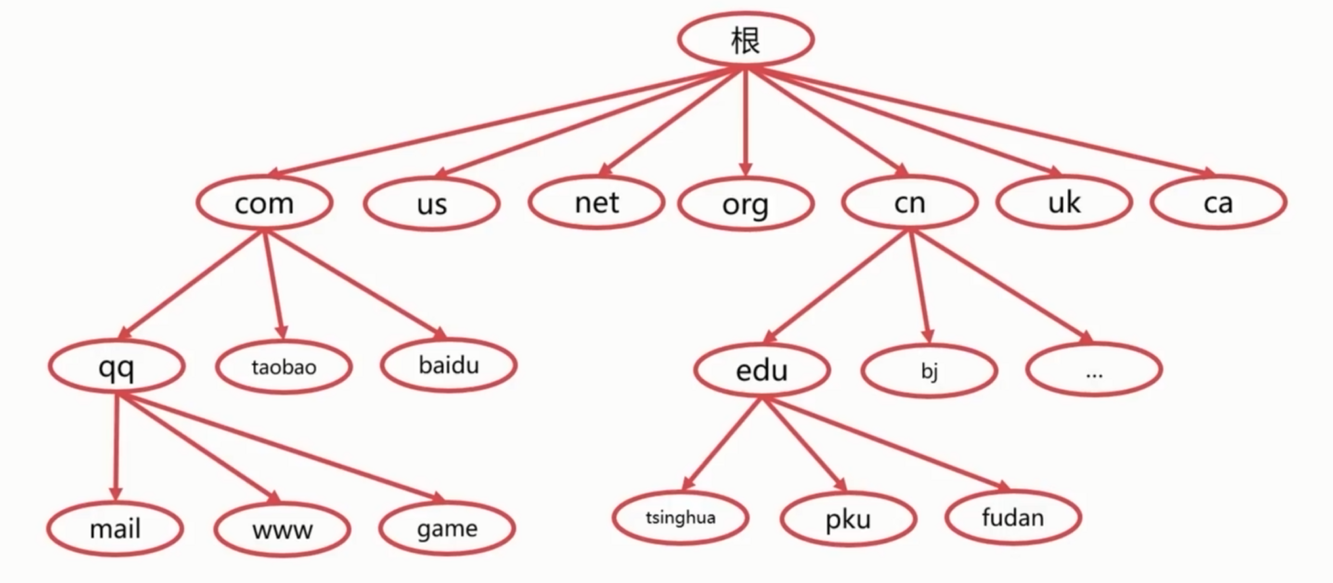 根
com
us
net
org
cn
uk
ca
qq
taobao
baidu
edu
bj
...
mail
www
game
tsinghua
pku
fudan